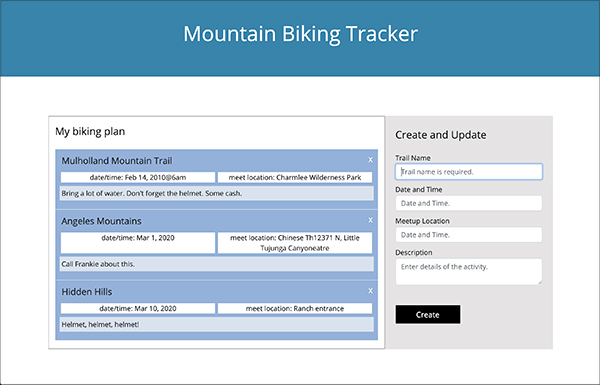 Mountain Biking Tracker
My biking plan
Mulholland Mountain Trail
x
date/time: Feb 14, 2010@6am
meet location: Charmlee Wilderness Park
Bring a lot of water. Don't forget the helmet. Some cash.
Angeles Mountains
x
date/time: Mar 1, 2020
meet location: Chinese Th12371 N, Little
Tujunga Canyoneatre
Call Frankie about this.
Hidden Hills
x
date/time: Mar 10, 2020
meet location: Ranch entrance
Helmet, helmet, helmet!
Create and Update
Trail Name
Trail name is required.
Date and Time
Date and Time.
Meetup Location
Date and Time.
Description
Enter details of the activity.
Create